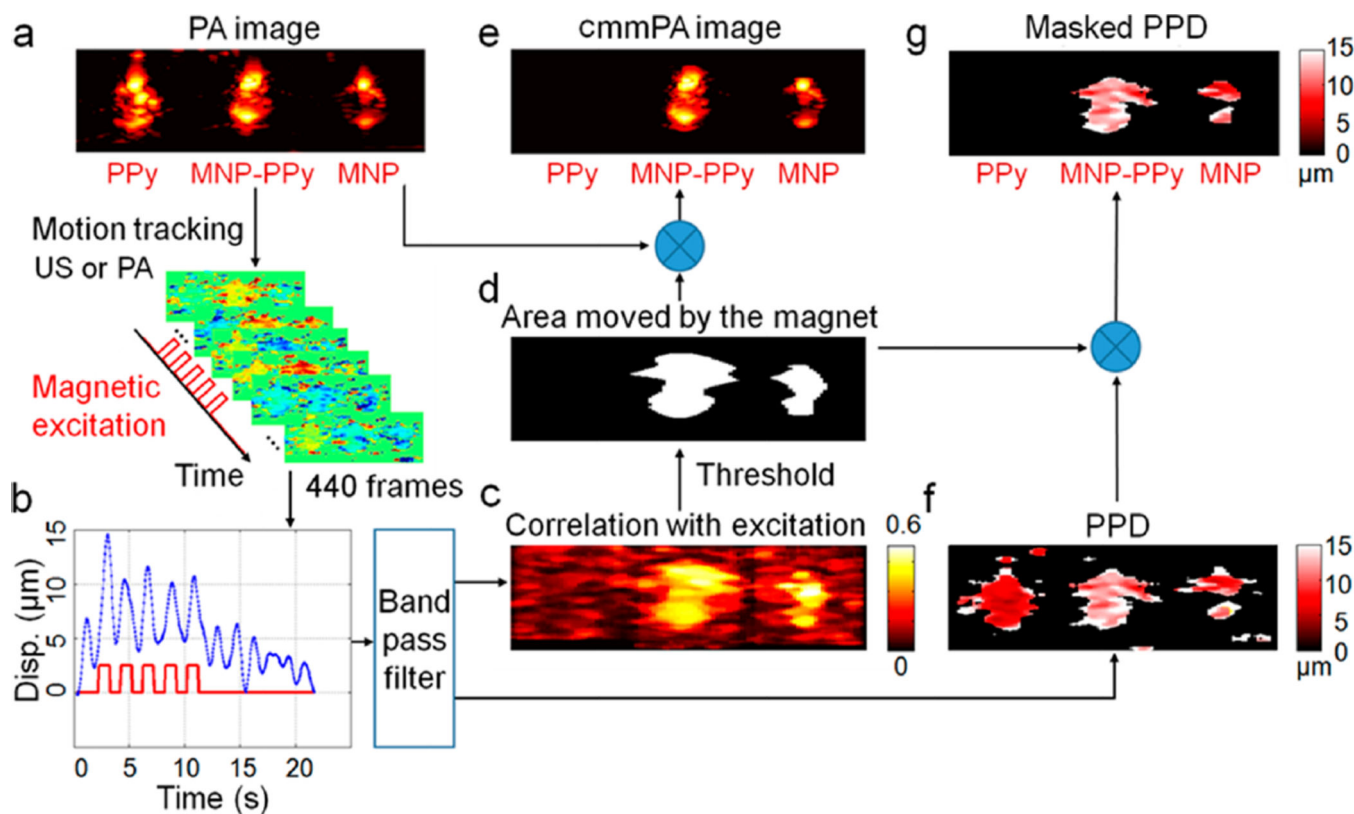 a
PA image
PPy MNP-PPy MNP
Motion tracking
US or PA
Magnetic
excitation
Time
440 frames
b
15
10
5
0
Disp. (μm)
0 5 10 15 20
Time (s)
Band
pass
filter
c
Correlation with excitation
0.6
0
Threshold
d
Area moved by the magnet
e
cmmPA image
PPy MNP-PPy MNP
f
PPD
15
10
5
0
μm
g
Masked PPD
15
10
5
0
μm
PPy MNP-PPy MNP